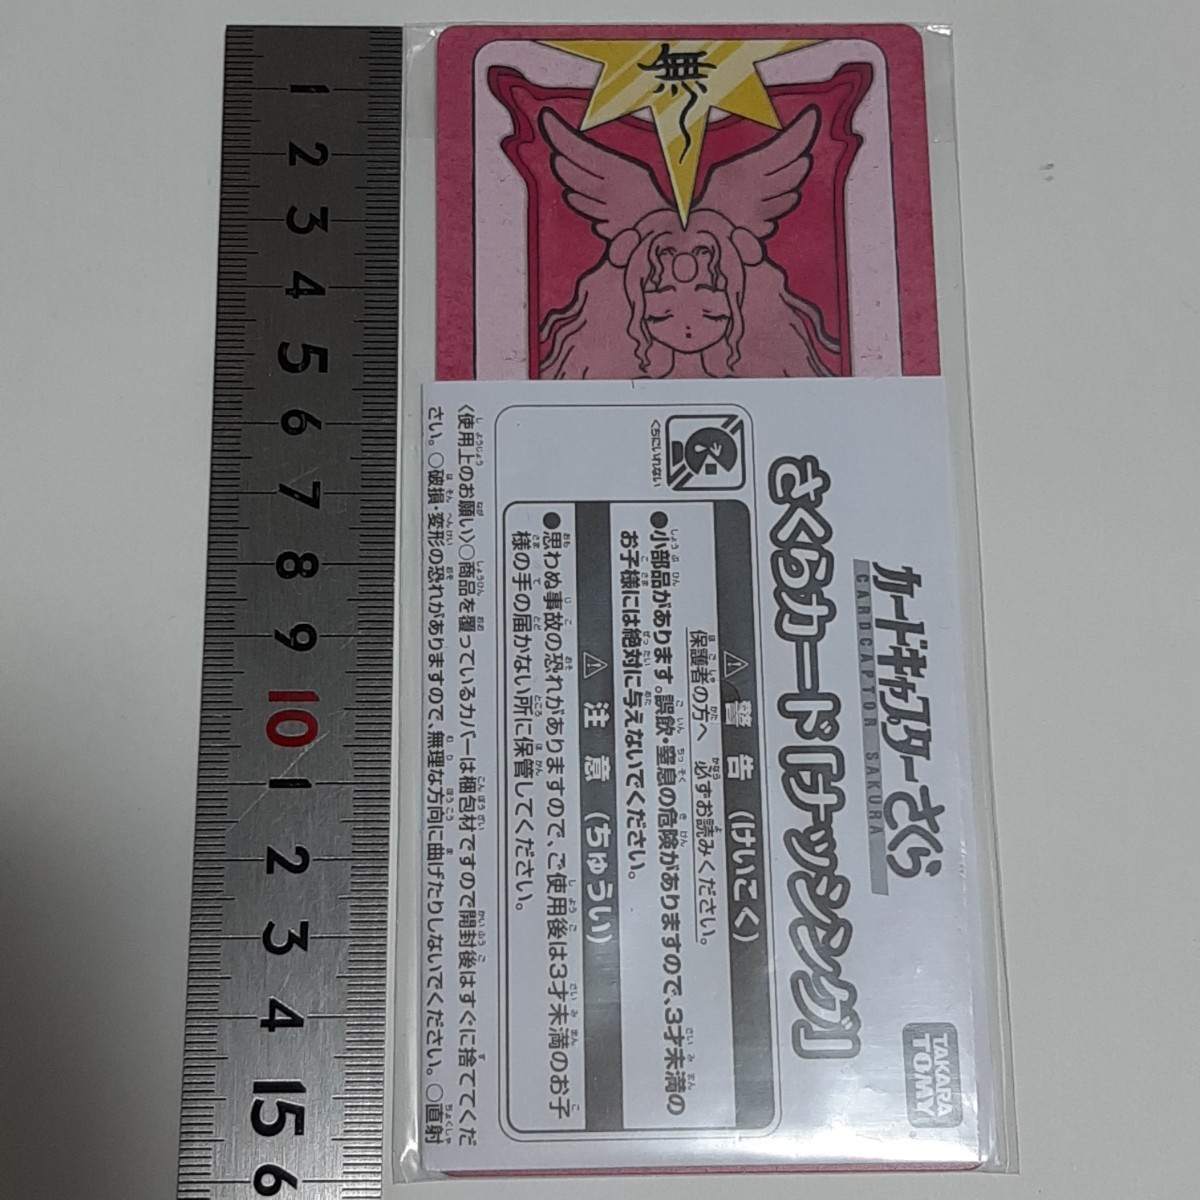 1
2
3
4
5
6
7
8
9
10
1
2
3
4
15
6
無
カードキャプターさくら
CARDCAPTOR SAKURA
さくらカード「ナッシング」
TAKARA TOMY
くちにいれない
⚠ 警告 (けいこく)
保護者の方へ 必ずお読みください。
●小部品があります。誤飲・窒息の危険がありますので、3才未満の
お子様には絶対に与えないでください。
⚠ 注意 (ちゅうい)
●思わぬ事故の恐れがありますので、ご使用後は3才未満のお子
様の手の届かない所に保管してください。
〈使用上のお願い〉○商品を覆っているカバーは梱包材ですので開封後はすぐに捨ててくだ
さい。○破損・変形の恐れがありますので、無理な方向に曲げたりしないでください。○直射